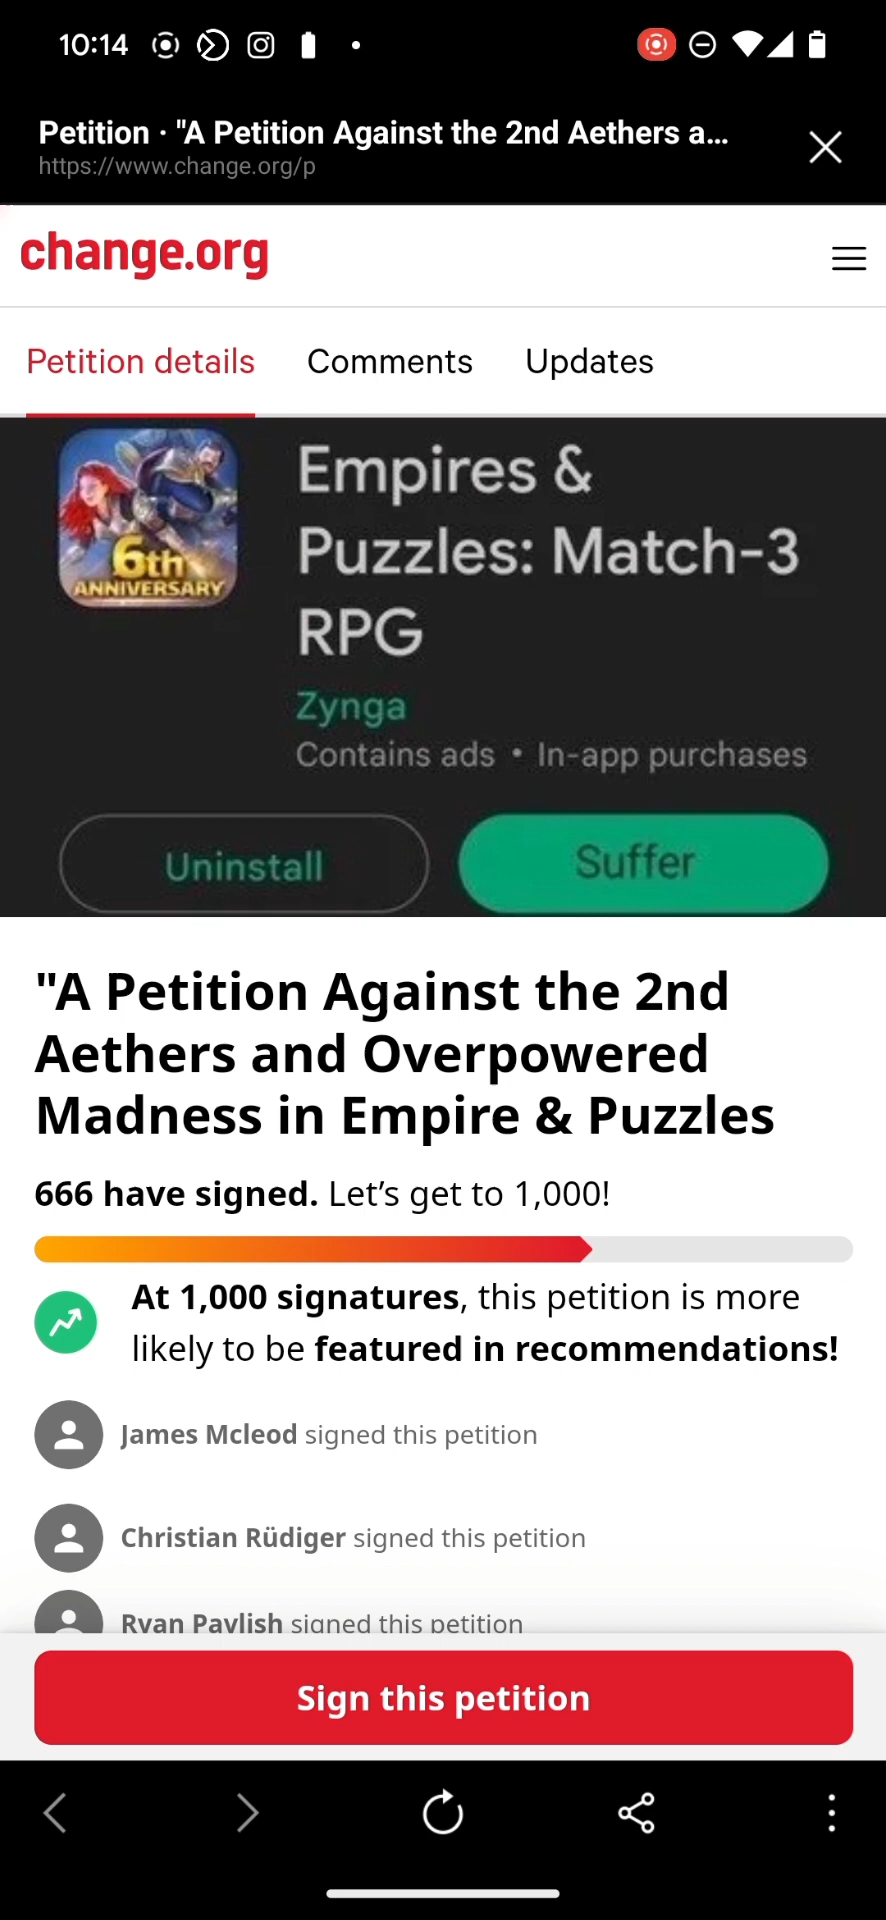 10:14
Petition · "A Petition Against the 2nd Aethers a...
https://www.change.org/p
change.org
Petition details Comments Updates
6th
ANNIVERSARY
Empires &
Puzzles: Match-3
RPG
Zynga
Contains ads • In-app purchases
Uninstall Suffer
"A Petition Against the 2nd
Aethers and Overpowered
Madness in Empire & Puzzles
666 have signed. Let’s get to 1,000!
At 1,000 signatures, this petition is more
likely to be featured in recommendations!
James Mcleod signed this petition
Christian Rüdiger signed this petition
Ryan Pavlish signed this petition
Sign this petition